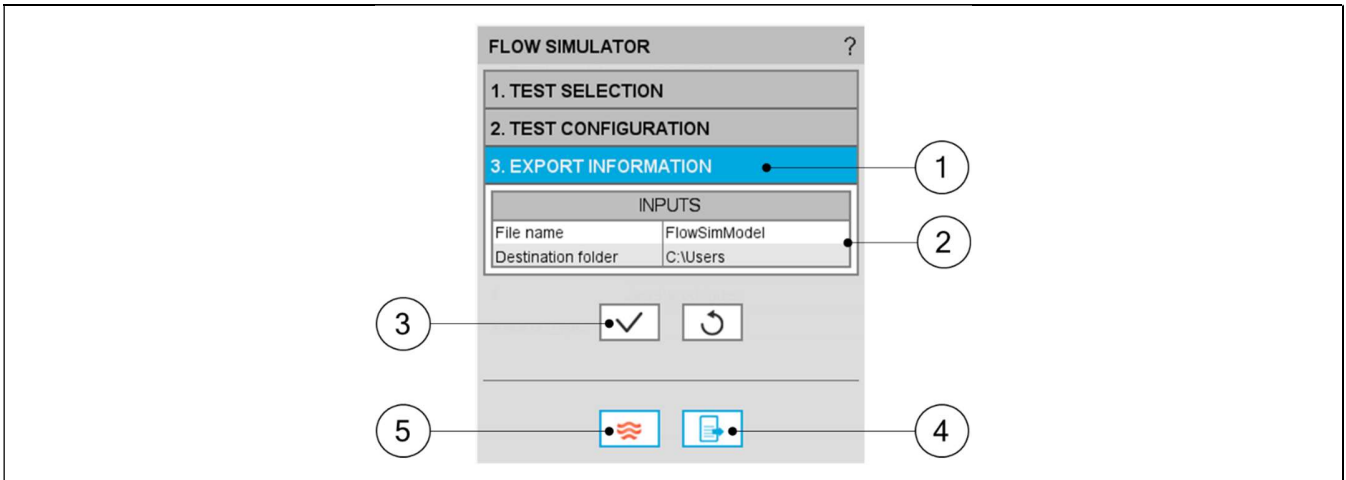 FLOW SIMULATOR ?
1. TEST SELECTION
2. TEST CONFIGURATION
3. EXPORT INFORMATION
1
INPUTS
File name FlowSimModel
2
Destination folder C:\Users
3
5
4